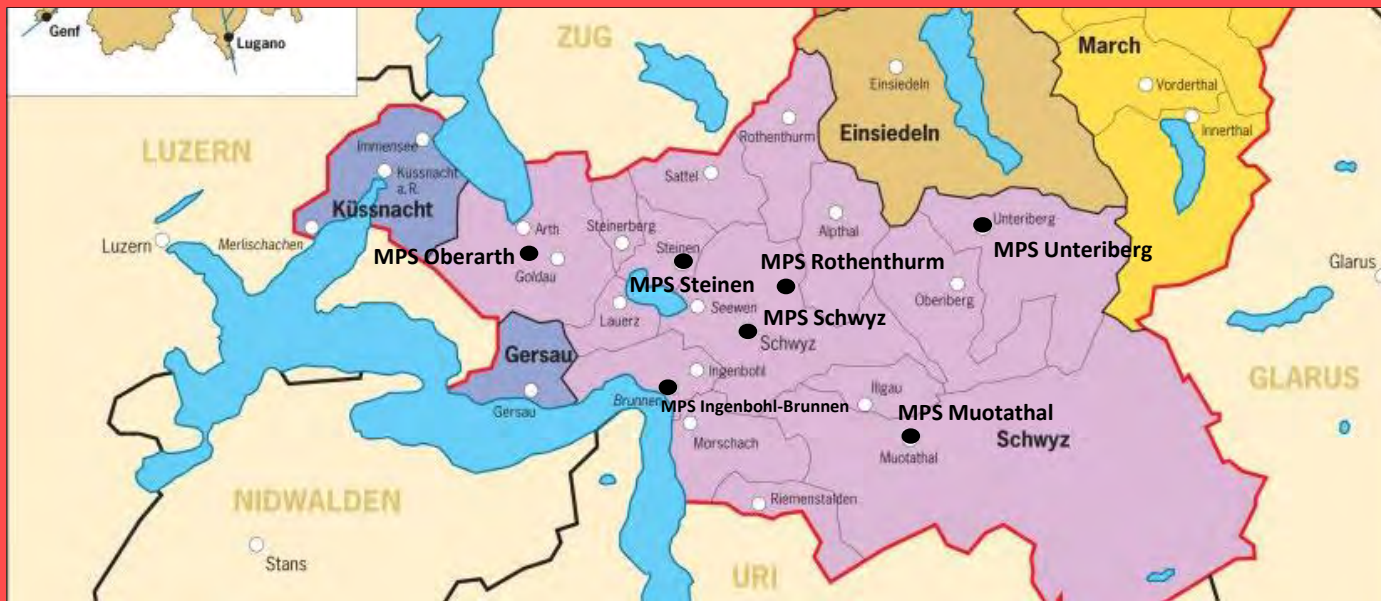 Genf
Lugano
ZUG
March
Einsiedeln
Vorderthal
Innerthal
Rothenthurm
Einsiedeln
LUZERN
Immensee
Küssnacht
a.R.
Küssnacht
Sattel
Merlischachen
Luzern
Arth
Steinerberg
Steinen
Alpthal
Unteriberg
MPS Oberarth
Goldau
MPS Rothenthurm
MPS Unteriberg
Glarus
MPS Steinen
Oberiberg
Lauerz
Seewen
MPS Schwyz
Schwyz
Gersau
Ingenbohl
GLARUS
Gersau
Brunnen
MPS Ingenbohl-Brunnen
Illgau
MPS Muotathal
Morschach
Muotathal
Schwyz
NIDWALDEN
Riemenstalden
Stans
URI